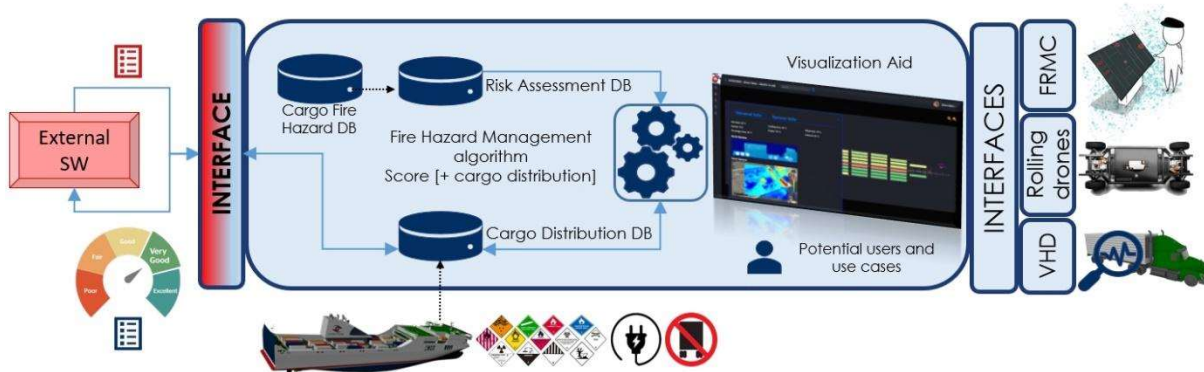 External
SW
Poor
Fair
Good
Very
Good
Excellent
INTERFACE
Cargo Fire
Hazard DB
Risk Assessment DB
Fire Hazard Management
algorithm
Score [+ cargo distribution]
Cargo Distribution DB
Visualization Aid
Potential users and
use cases
INTERFACES
FRMC
Rolling
drones
VHD